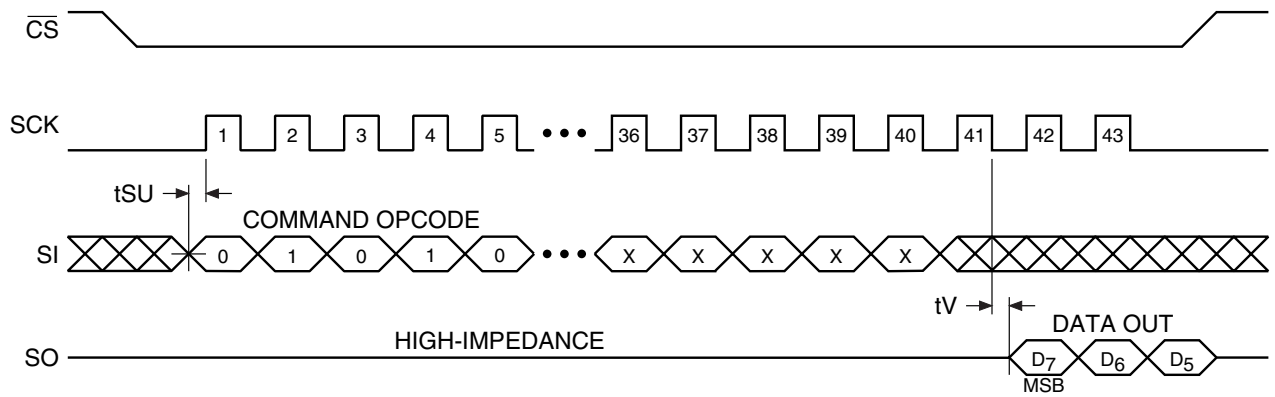 CS
SCK
1 2 3 4 5 ••• 36 37 38 39 40 41 42 43
tSU
COMMAND OPCODE
SI
0 1 0 1 0 ••• X X X X X
tV
DATA OUT
HIGH-IMPEDANCE
SO
D7 D6 D5
MSB